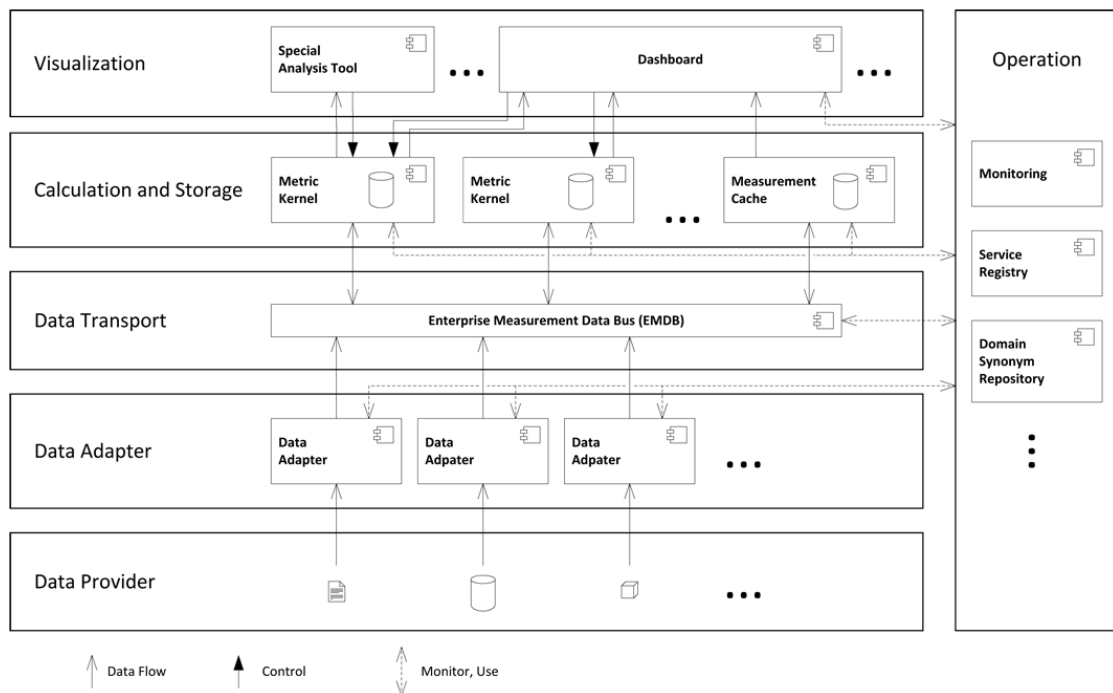 Visualization
Special
Analysis Tool
Dashboard
Operation
Calculation and Storage
Metric
Kernel
Metric
Kernel
Measurement
Cache
Monitoring
Service
Registry
Data Transport
Enterprise Measurement Data Bus (EMDB)
Domain
Synonym
Repository
Data Adapter
Data
Adapter
Data
Adpater
Data
Adpater
Data Provider
Data Flow
Control
Monitor, Use